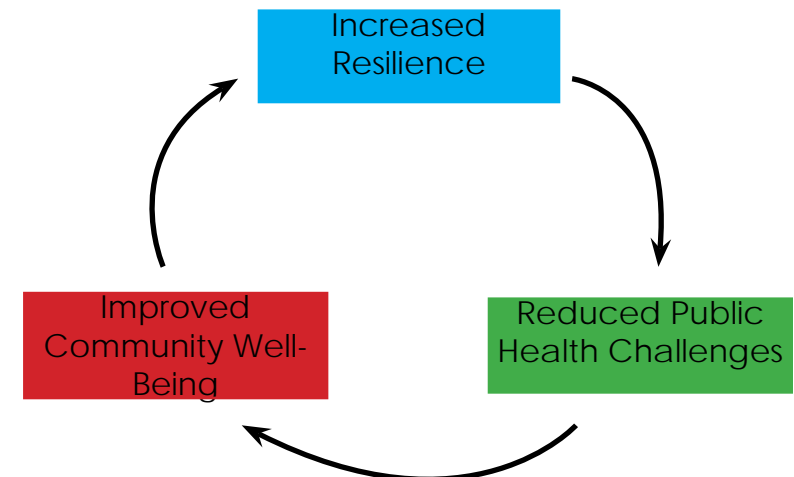 Increased
Resilience
Improved
Community Well-
Being
Reduced Public
Health Challenges